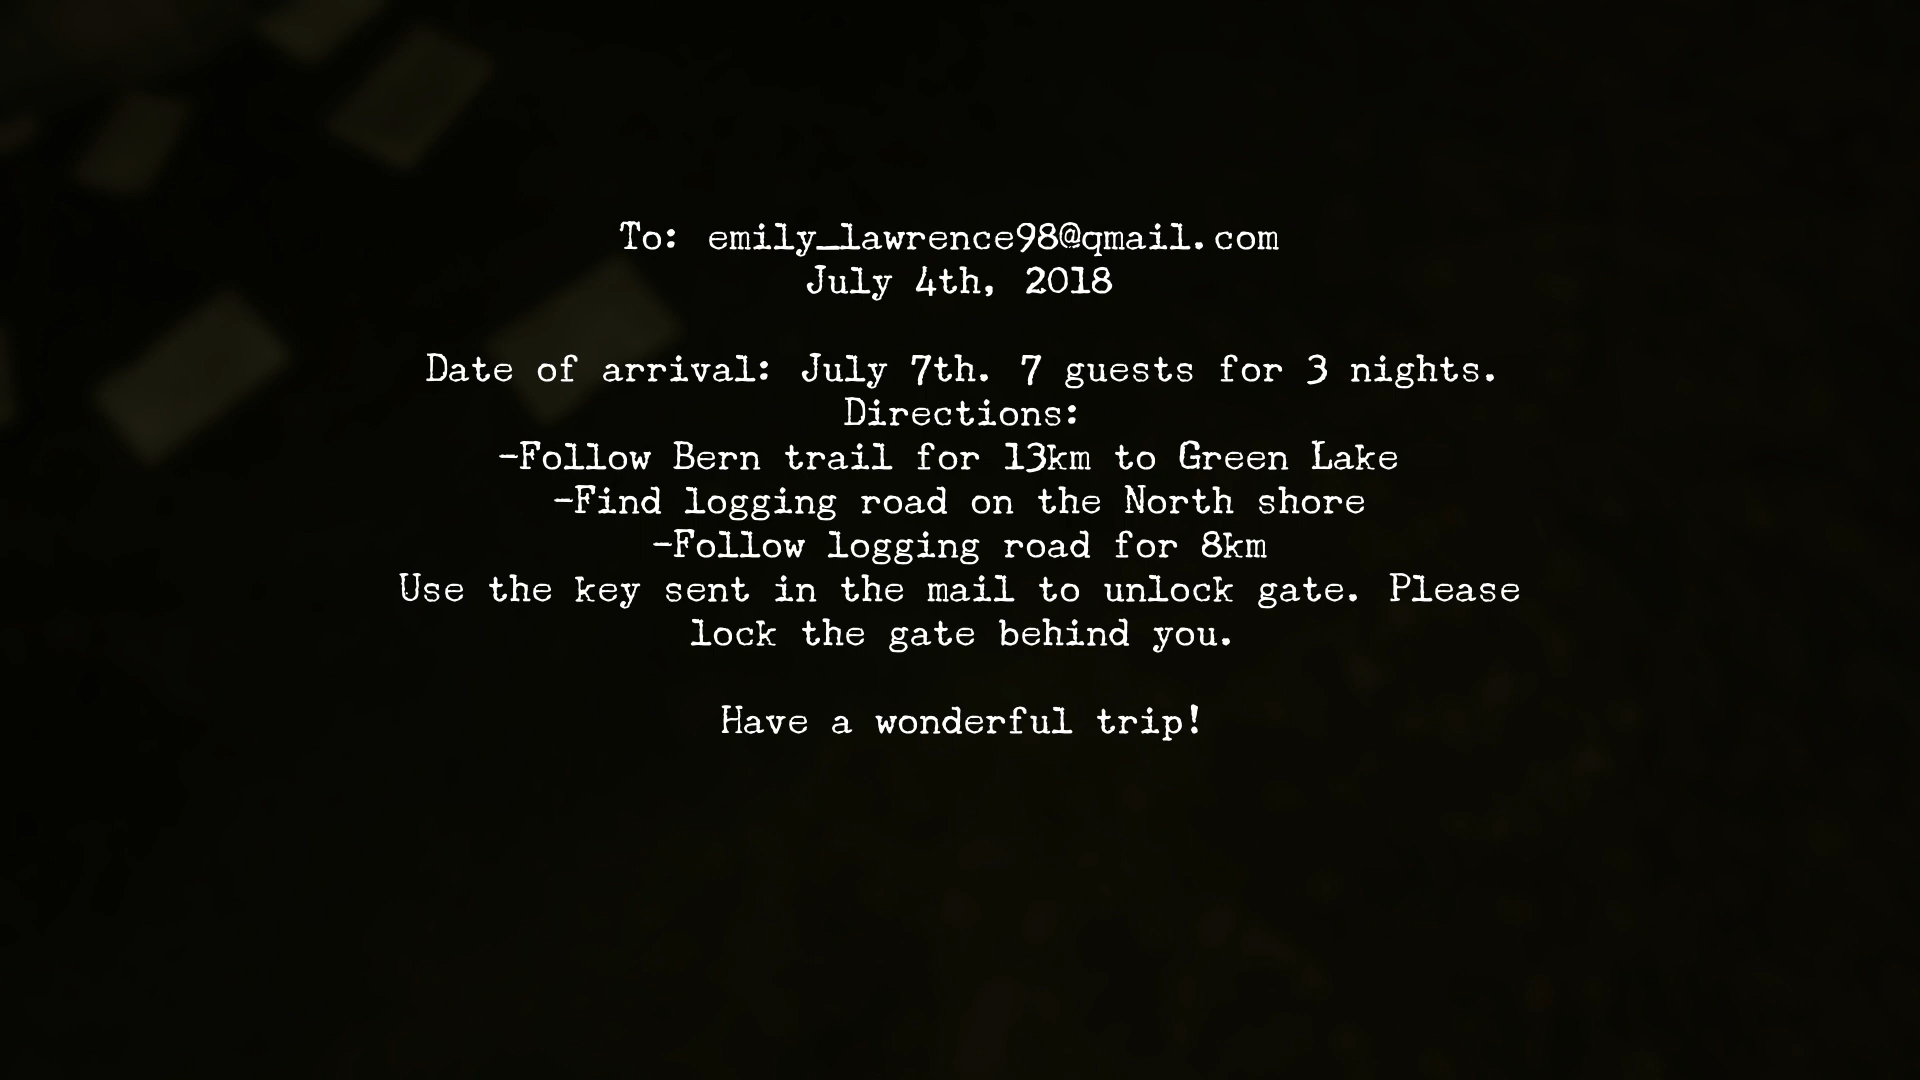 To: emily_lawrence98@qmail.com
July 4th, 2018
Date of arrival: July 7th. 7 guests for 3 nights.
Directions:
-Follow Bern trail for 13km to Green Lake
-Find logging road on the North shore
-Follow logging road for 8km
Use the key sent in the mail to unlock gate. Please
lock the gate behind you.
Have a wonderful trip!